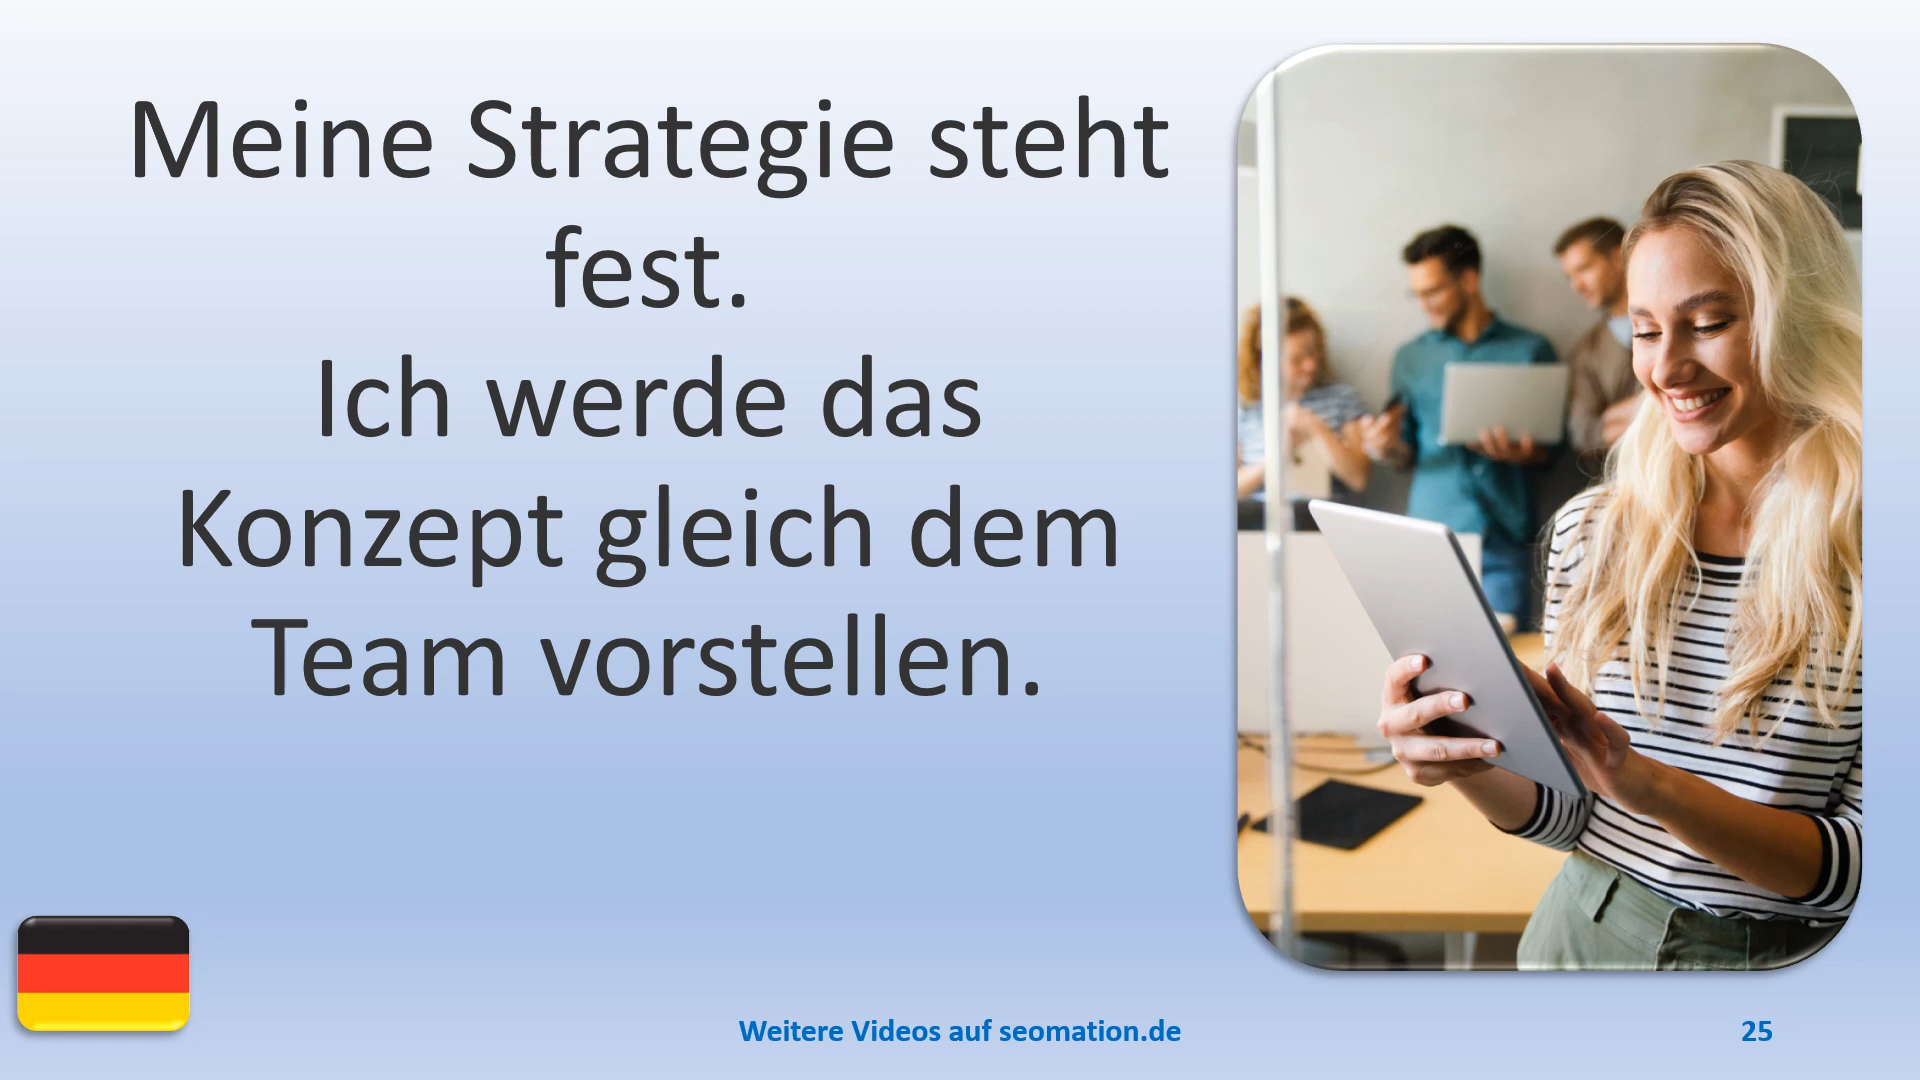 Meine Strategie steht
fest.
Ich werde das
Konzept gleich dem
Team vorstellen.
Weitere Videos auf seomation.de
25